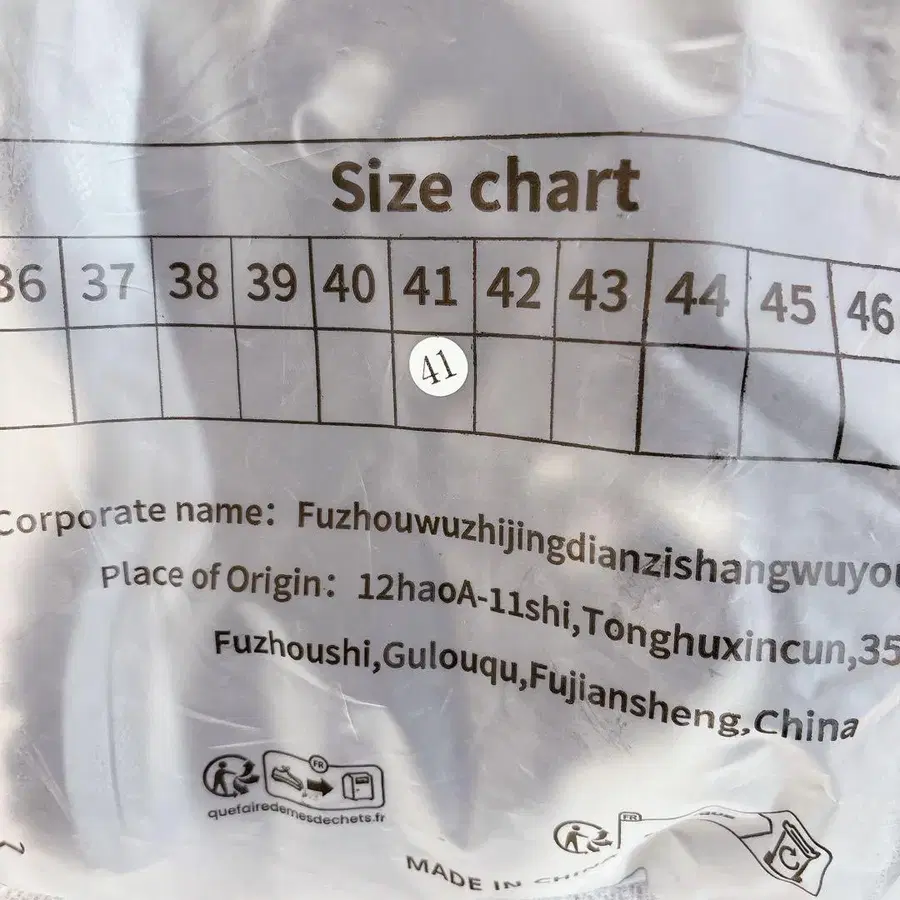 Size chart
36 37 38 39 40 41 42 43 44 45 46
41
Corporate name: Fuzhouwuzhijingdianzishangwuyou
Place of Origin: 12haoA-11shi,Tonghuxincun,35
Fuzhoushi,Gulouqu,Fujiansheng,China
FR
quefairedemesdechets.fr
FR
MADE IN CHINA